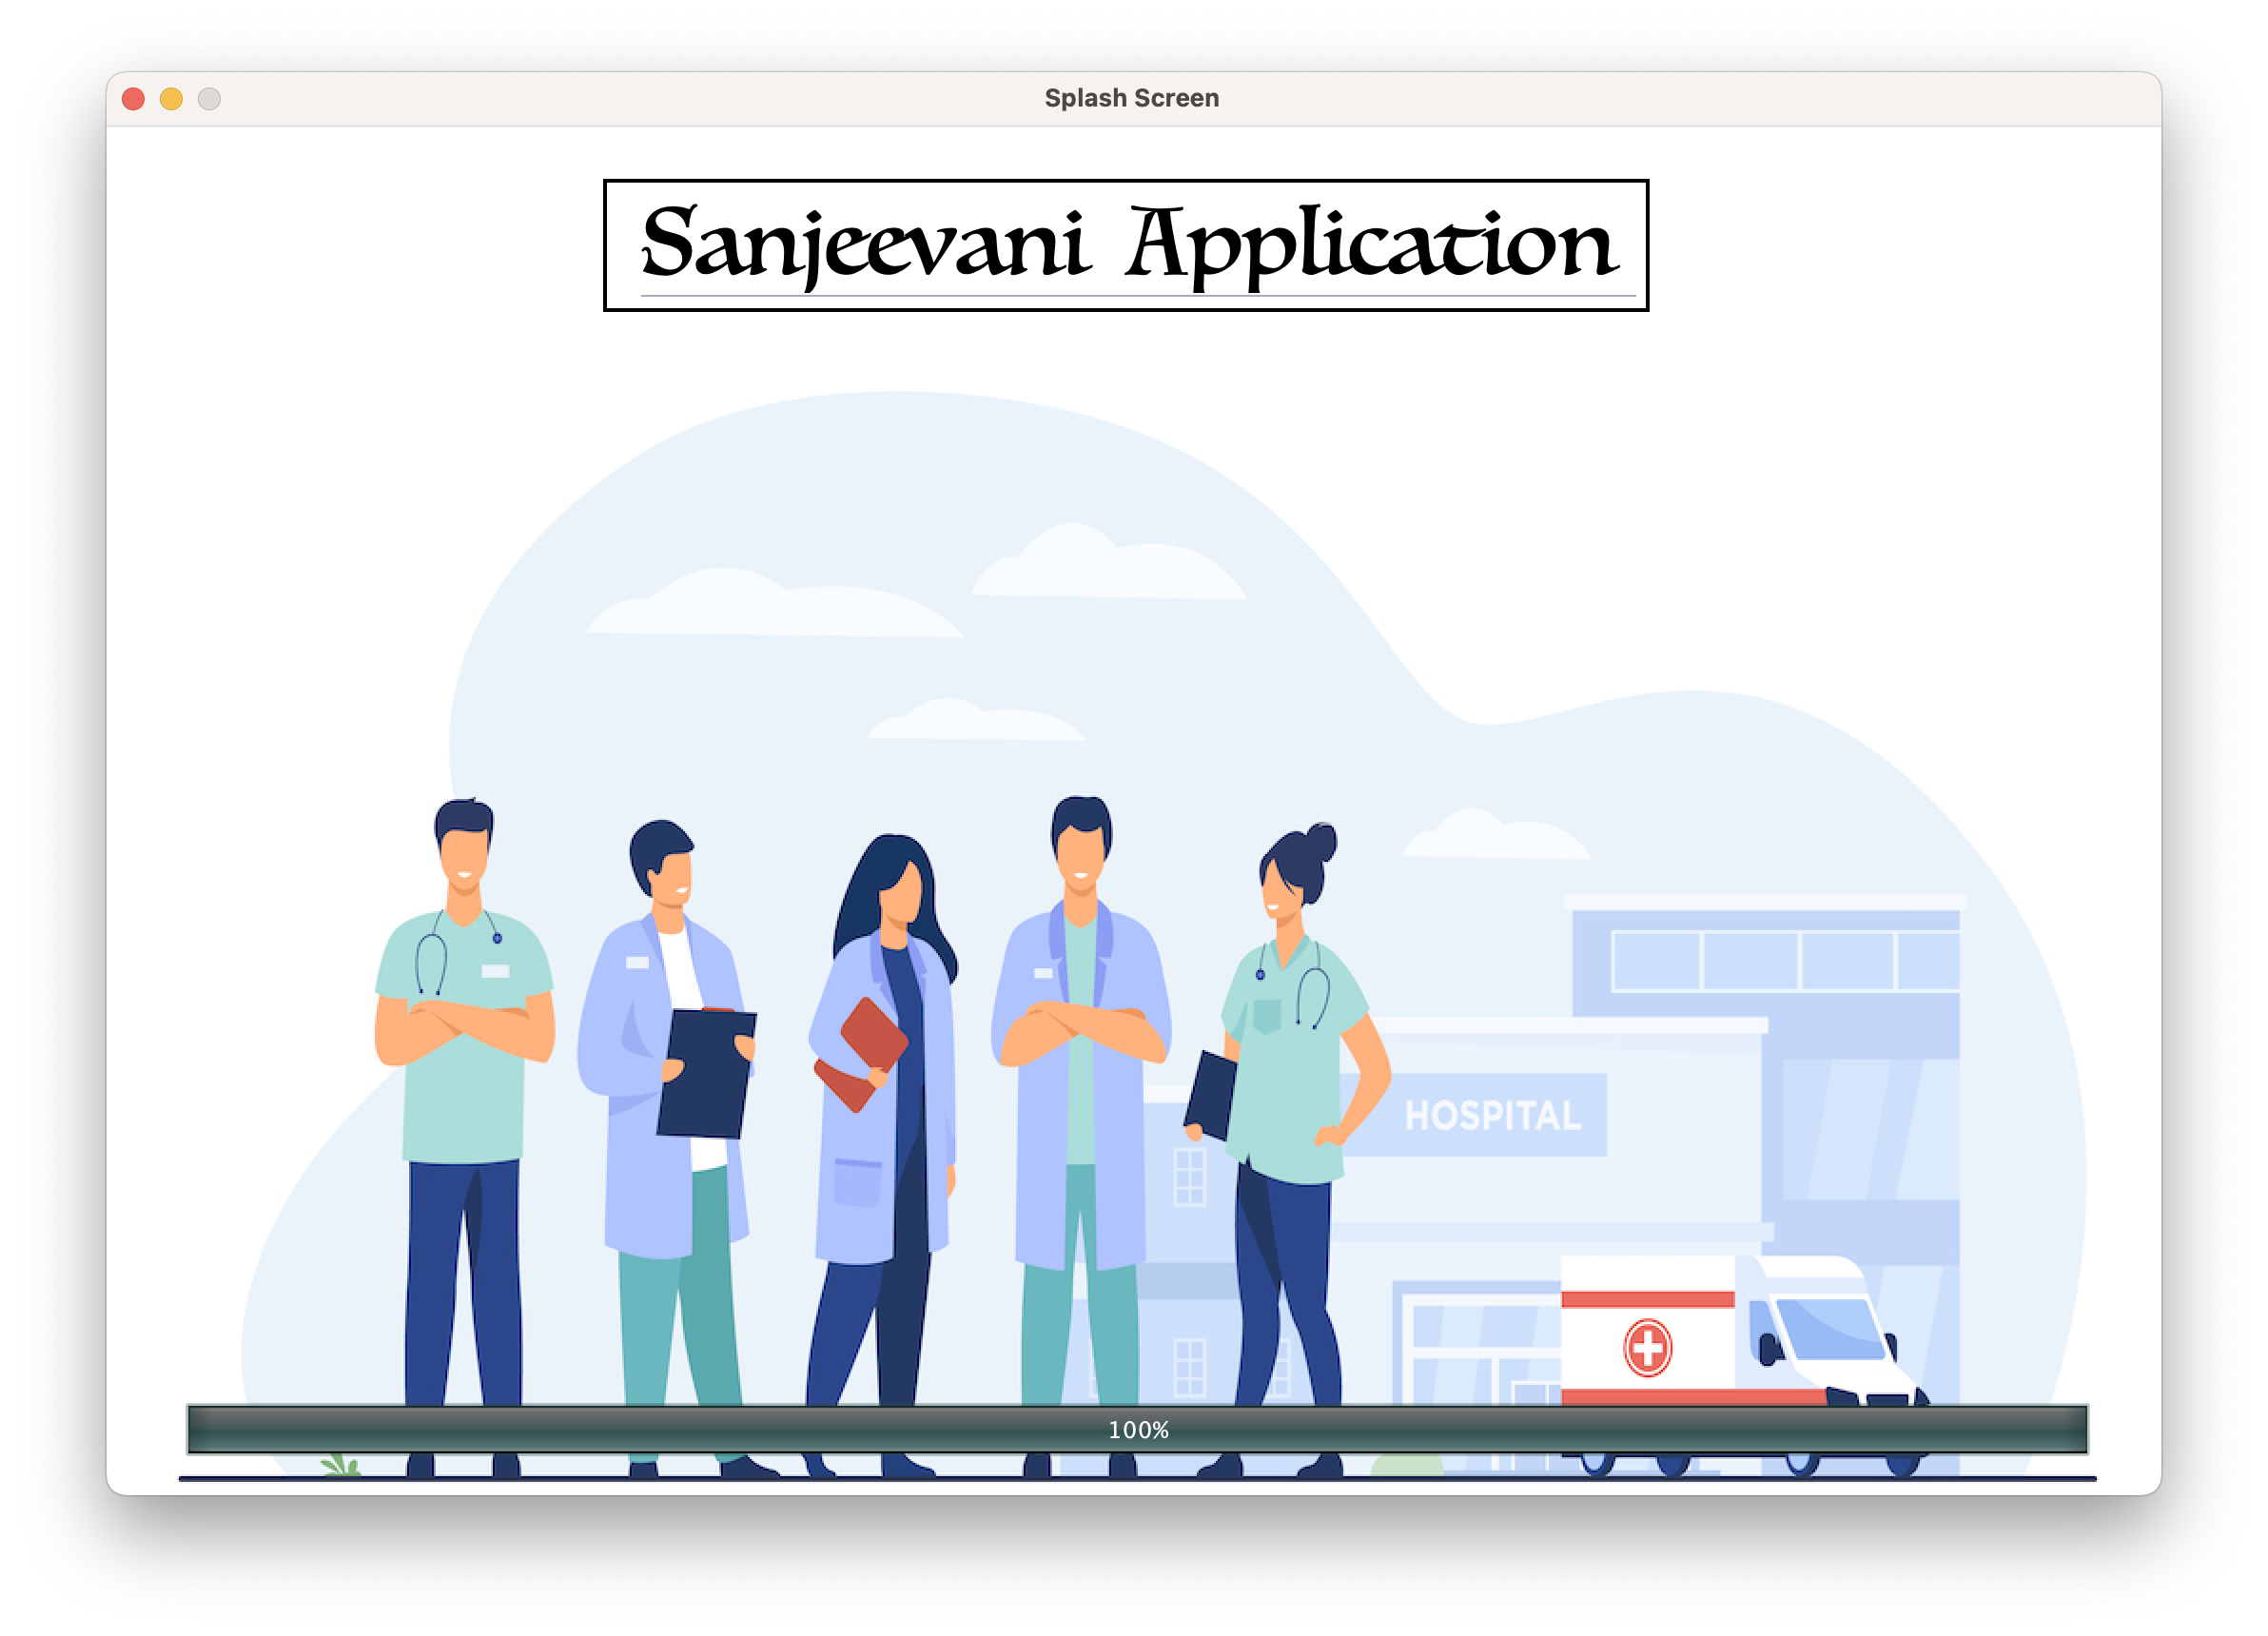 Splash Screen
Sanjeevani Application
HOSPITAL
100%